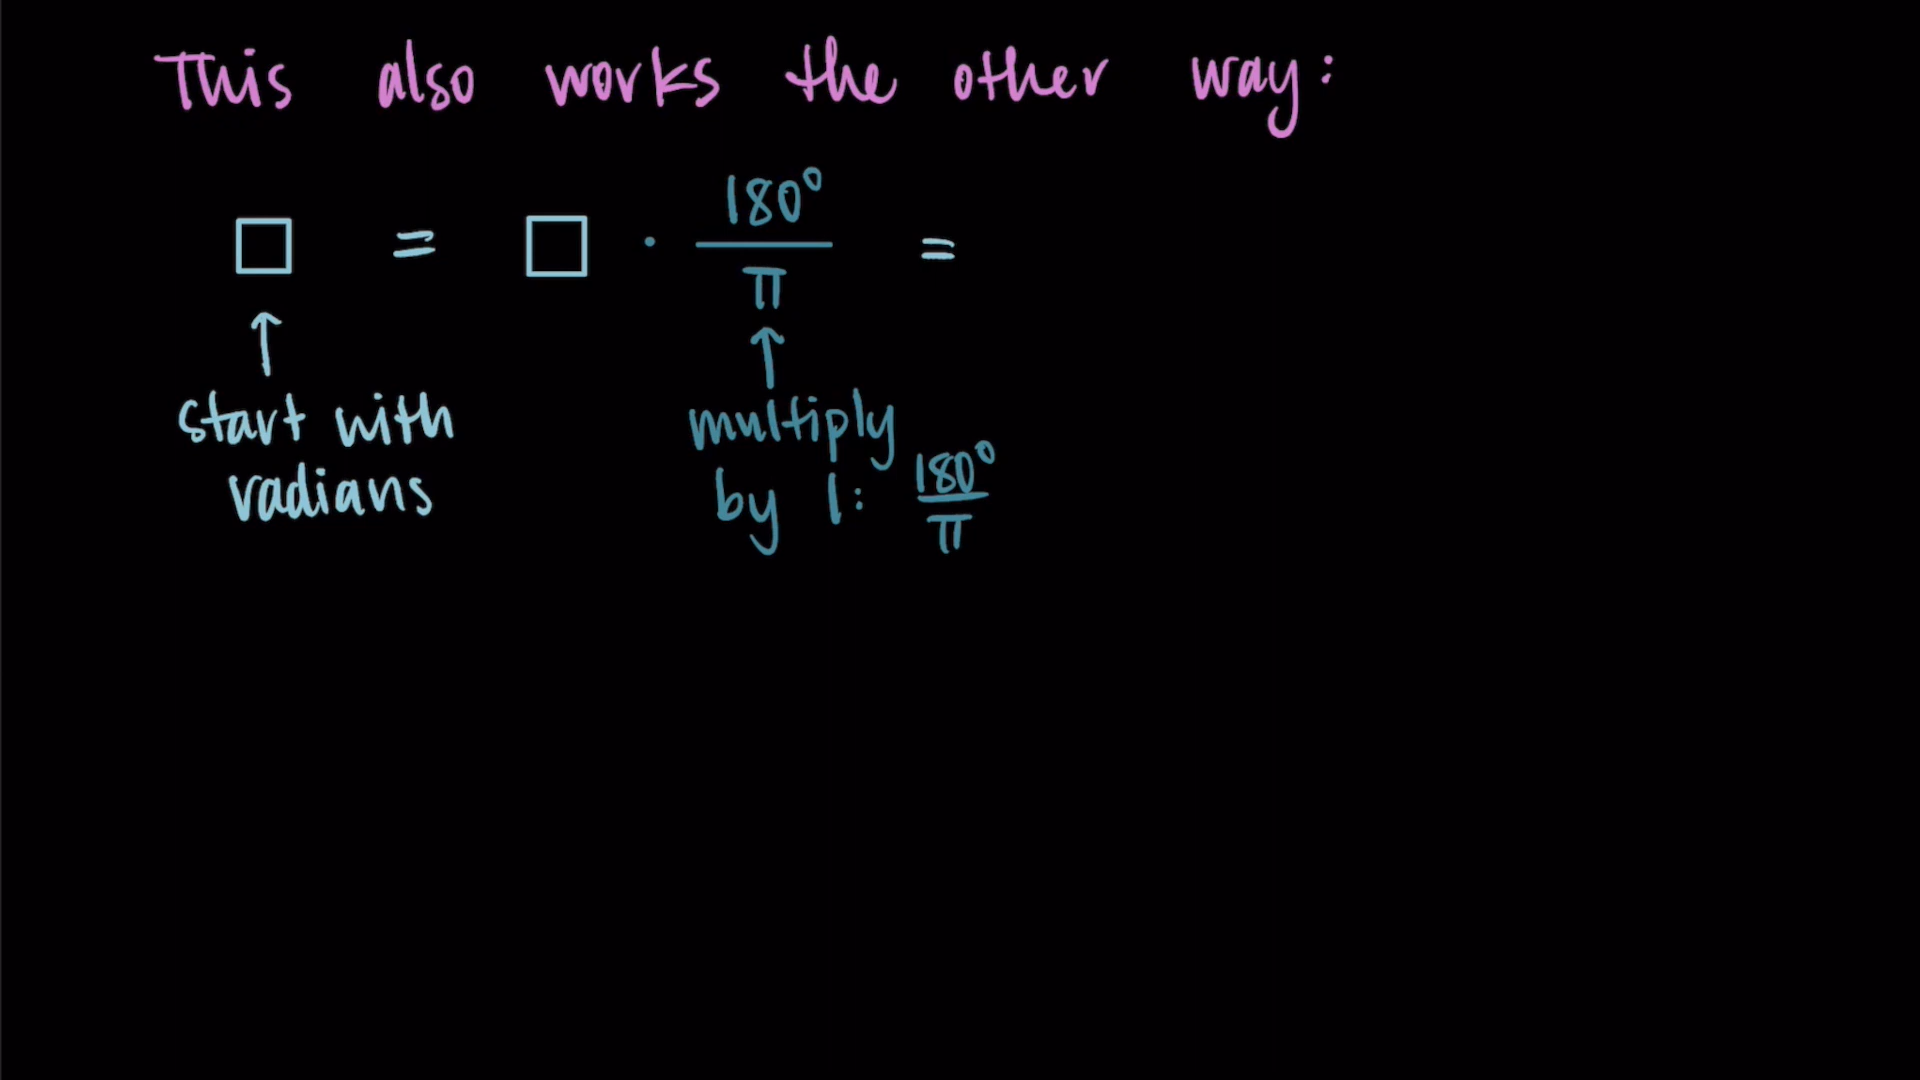 This also works the other way:
□ = □ · 180°/π =
↑ ↑
start with
radians
multiply
by 1: 180°/π